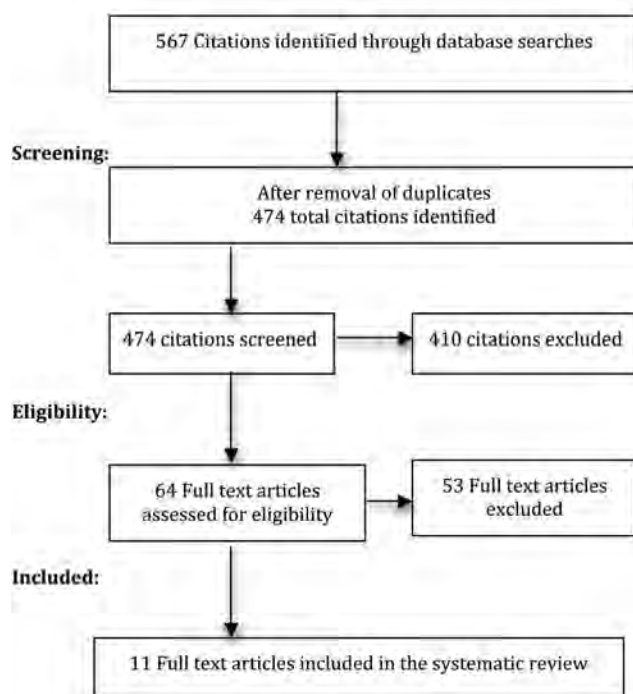 567 Citations identified through database searches
Screening:
After removal of duplicates
474 total citations identified
474 citations screened
410 citations excluded
Eligibility:
64 Full text articles
assessed for eligibility
53 Full text articles
excluded
Included:
11 Full text articles included in the systematic review